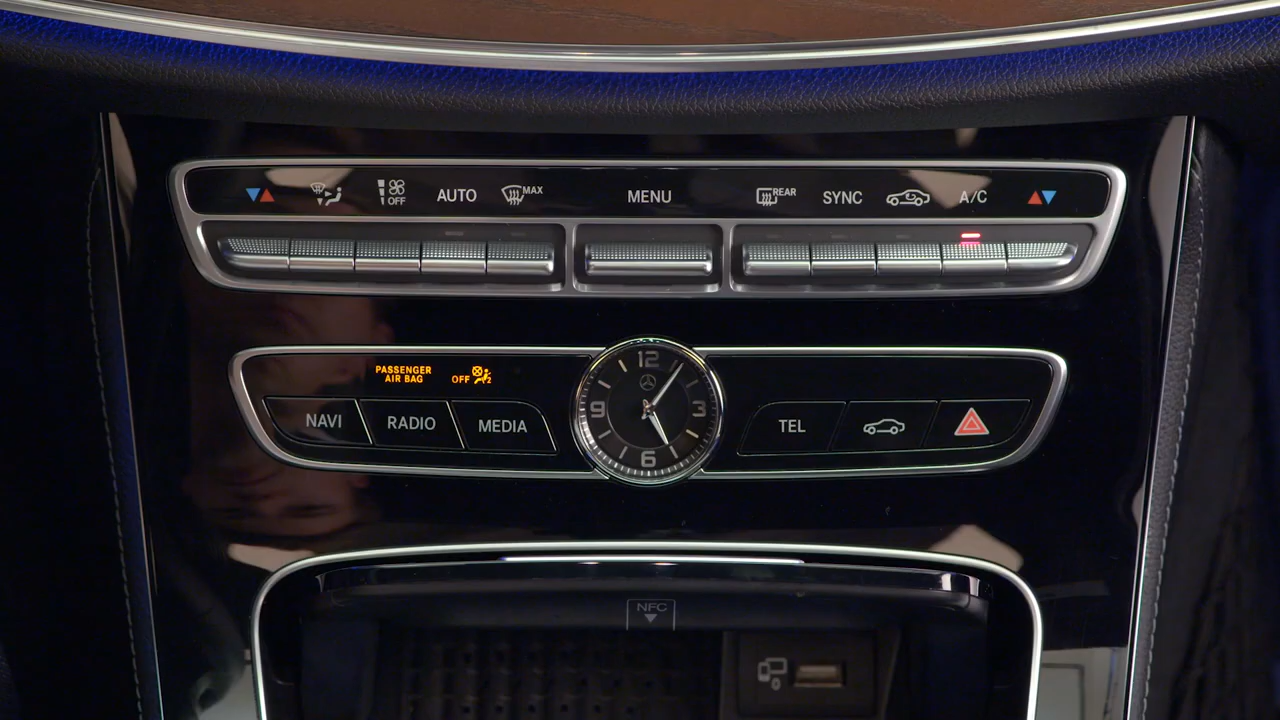 OFF
AUTO
MAX
MENU
REAR
SYNC
A/C
PASSENGER
AIR BAG
OFF
2
NAVI
RADIO
MEDIA
12
3
6
9
TEL
NFC